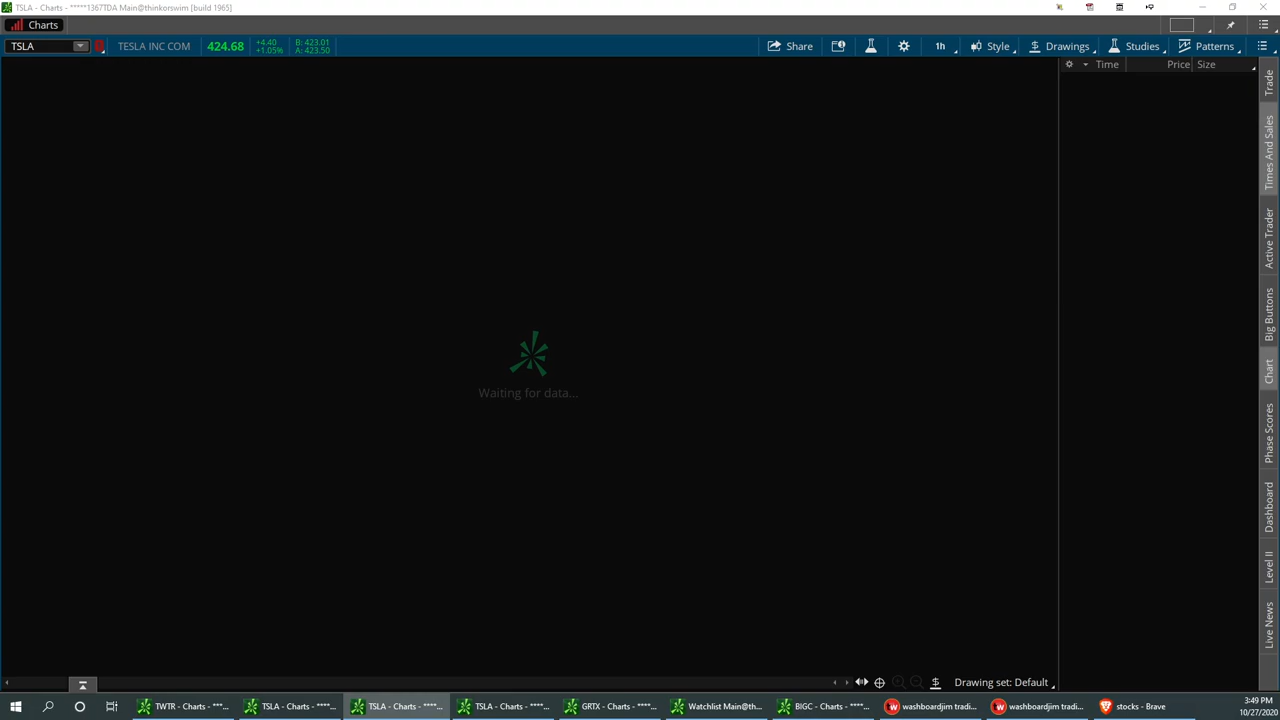 TSLA - Charts - *****1367TDA Main@thinkorswim [build 1965]
Charts
TSLA
TESLA INC COM
424.68
+4.40
+1.05%
B: 423.01
A: 423.50
Share
1h
Style
Drawings
Studies
Patterns
Time
Price
Size
Trade
Times And Sales
Active Trader
Big Buttons
Chart
Phase Scores
Dashboard
Level II
Live News
Waiting for data...
Drawing set: Default
TWTR - Charts - ***...
TSLA - Charts - ****...
TSLA - Charts - ****...
TSLA - Charts - ****...
GRTX - Charts - ***...
Watchlist Main@th...
BIGC - Charts - ****...
washboardjim tradi...
washboardjim tradi...
stocks - Brave
3:49 PM
10/27/2020